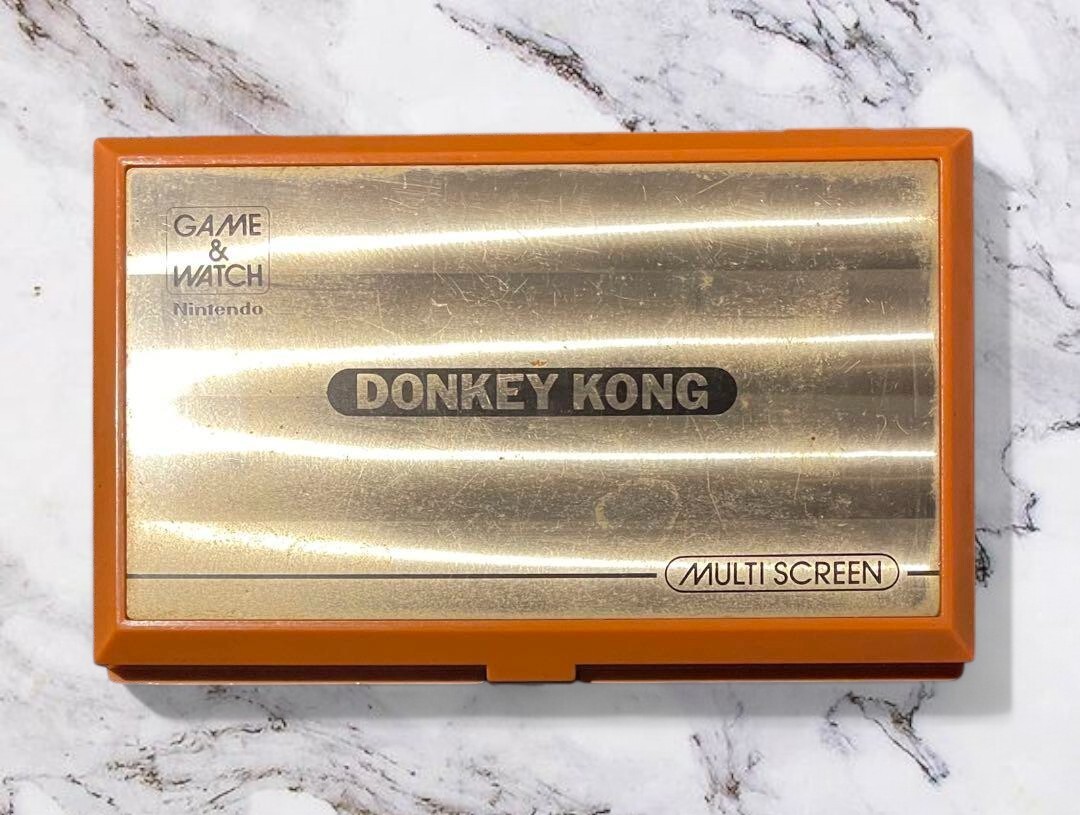 GAME
&
WATCH
Nintendo
DONKEY KONG
MULTI SCREEN